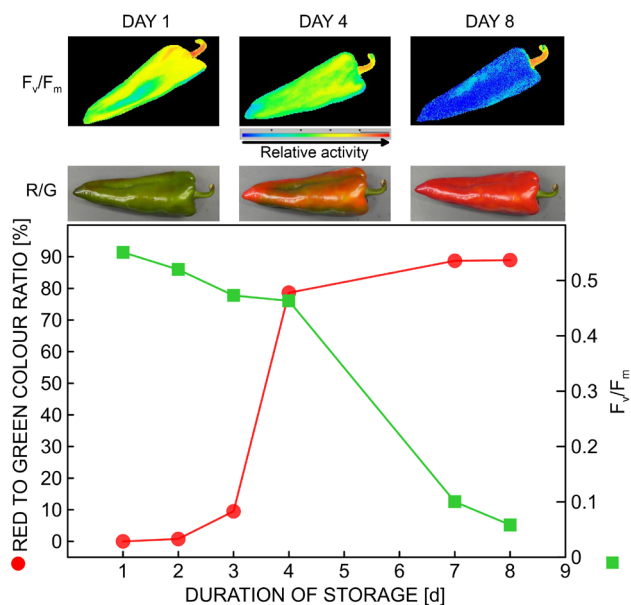 DAY 1
DAY 4
DAY 8
Fv/Fm
Relative activity
R/G
RED TO GREEN COLOUR RATIO [%]
90
80
70
60
50
40
30
20
10
0
0.5
0.4
0.3
0.2
0.1
0
Fv/Fm
1 2 3 4 5 6 7 8 9
DURATION OF STORAGE [d]